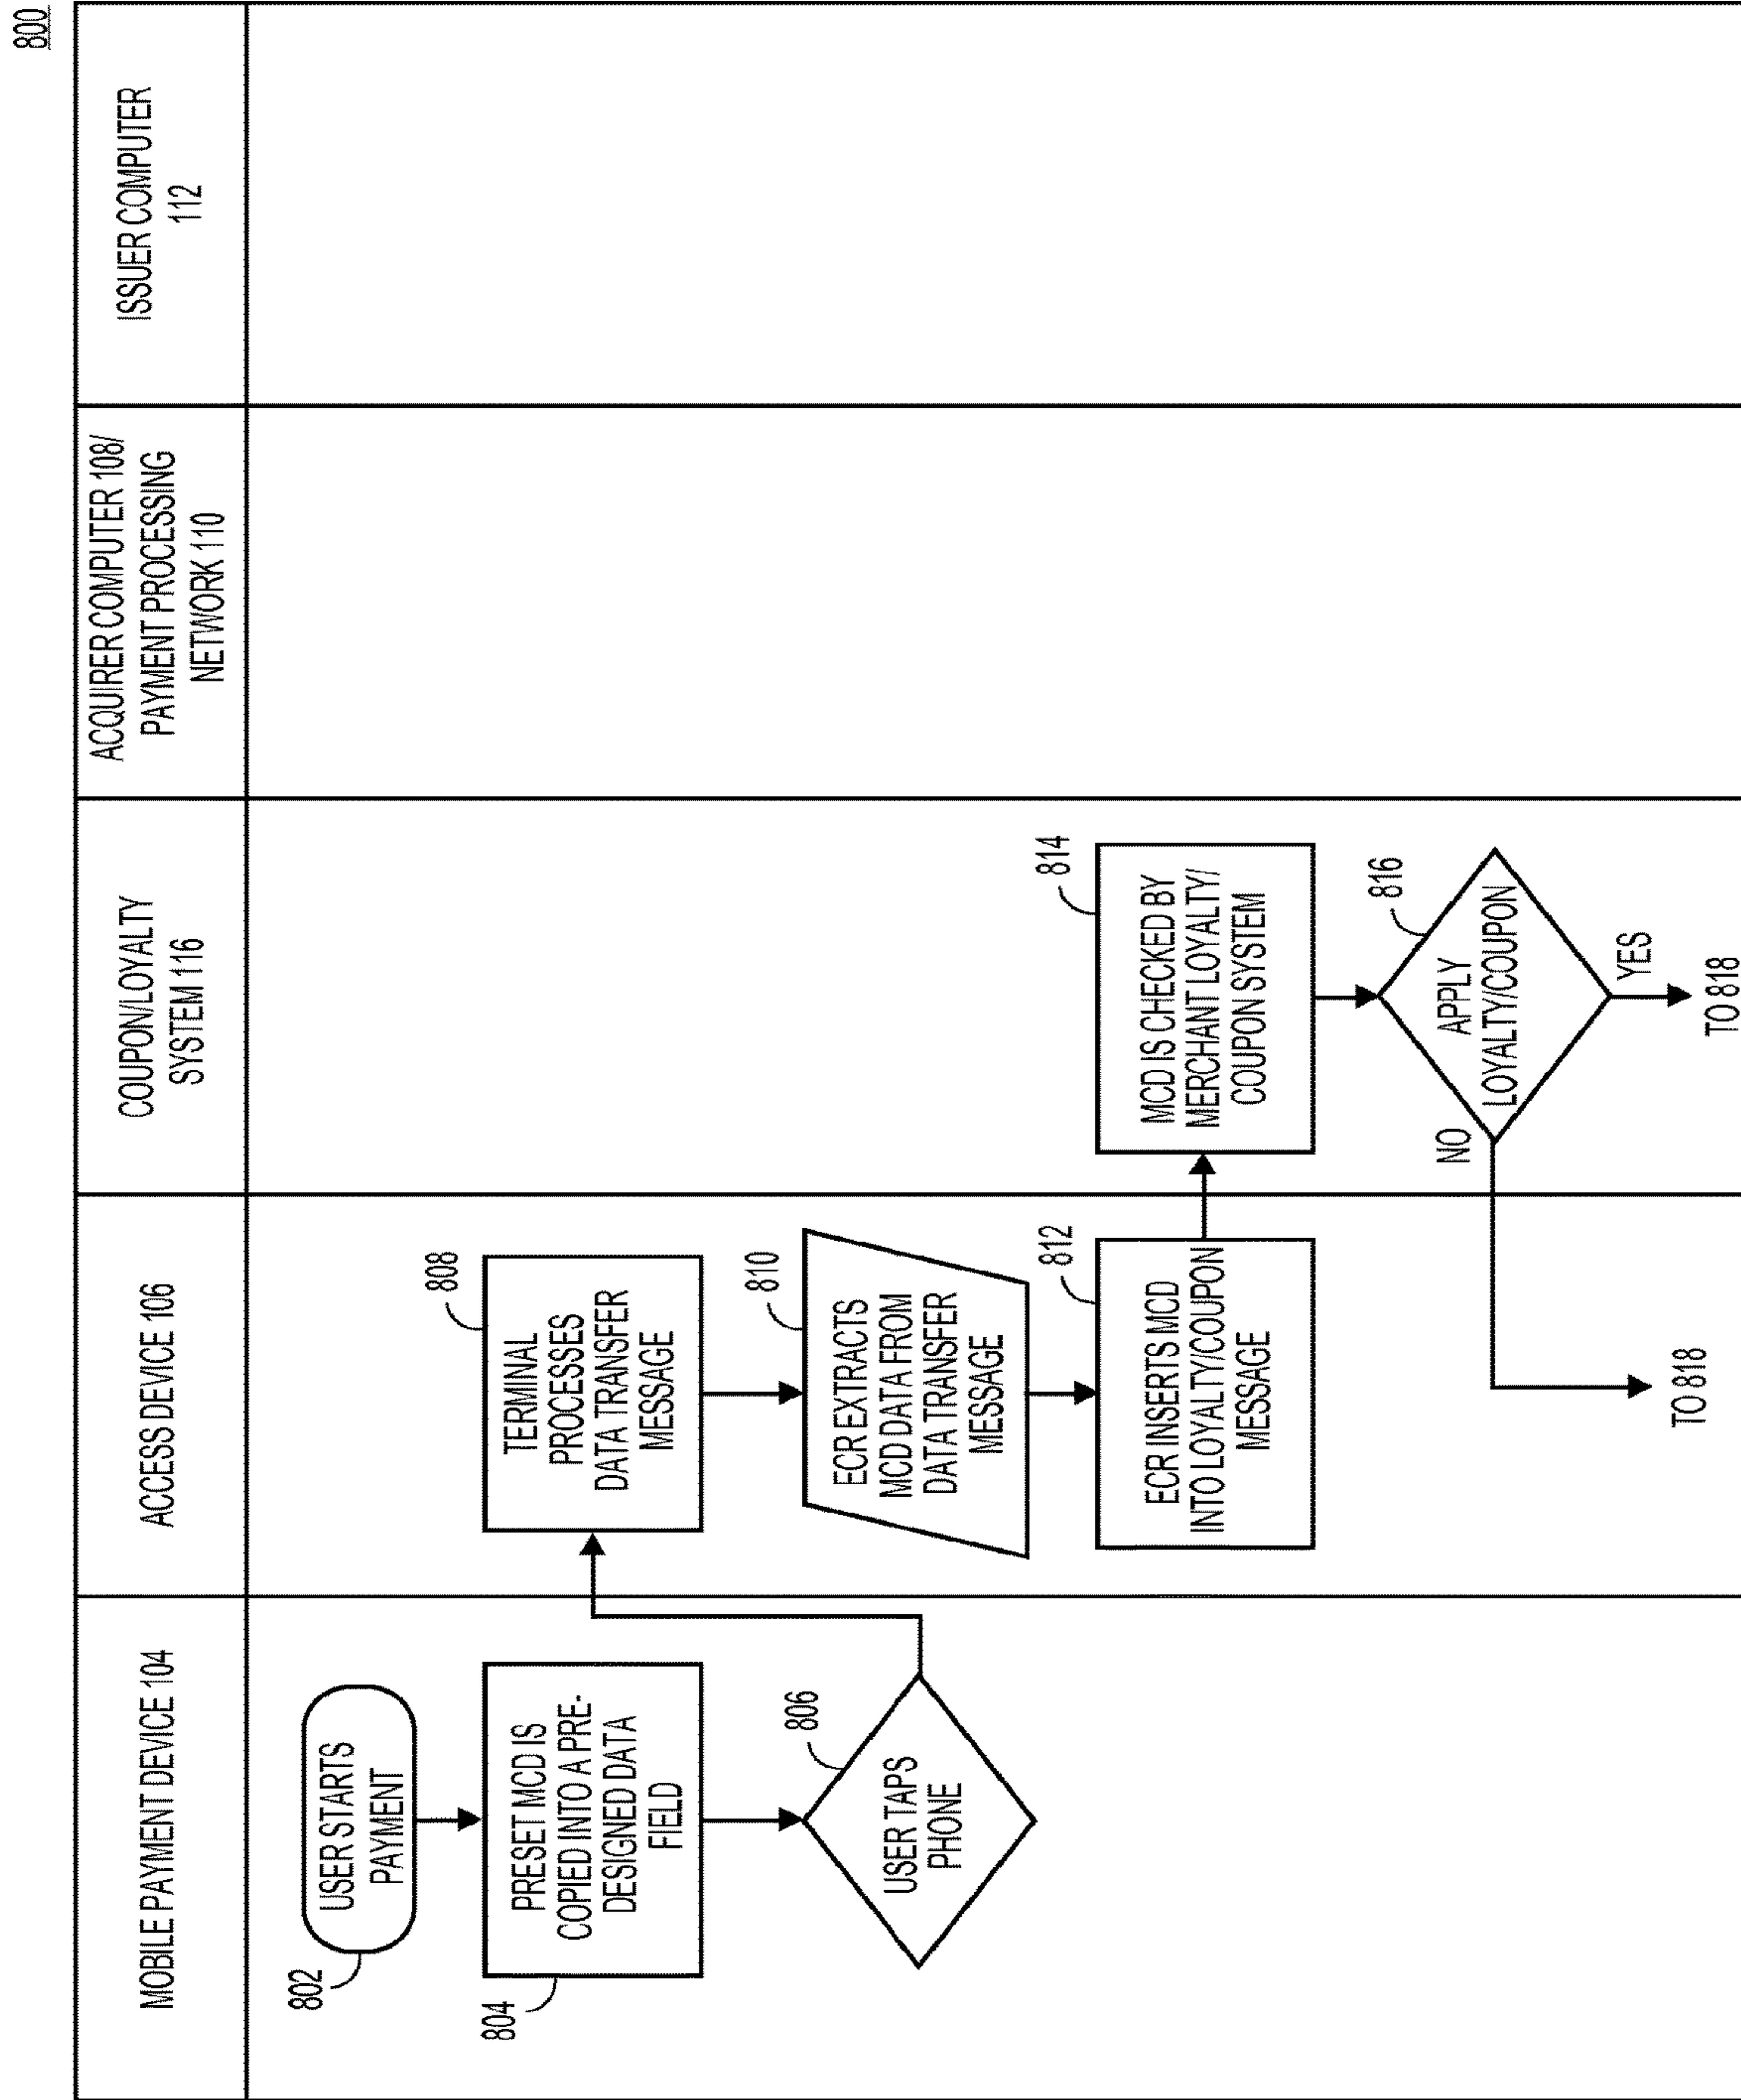 800
MOBILE PAYMENT DEVICE 104
ACCESS DEVICE 106
COUPON/LOYALTY
SYSTEM 116
ACQUIRER COMPUTER 108/
PAYMENT PROCESSING
NETWORK 110
ISSUER COMPUTER
112
802
USER STARTS
PAYMENT
804
PRESET MCD IS
COPIED INTO A PRE-
DESIGNED DATA
FIELD
806
USER TAPS
PHONE
808
TERMINAL
PROCESSES
DATA TRANSFER
MESSAGE
810
ECR EXTRACTS
MCD DATA FROM
DATA TRANSFER
MESSAGE
812
ECR INSERTS MCD
INTO LOYALTY/COUPON
MESSAGE
814
MCD IS CHECKED BY
MERCHANT LOYALTY/
COUPON SYSTEM
816
APPLY
LOYALTY/COUPON
NO
YES
TO 818
TO 818